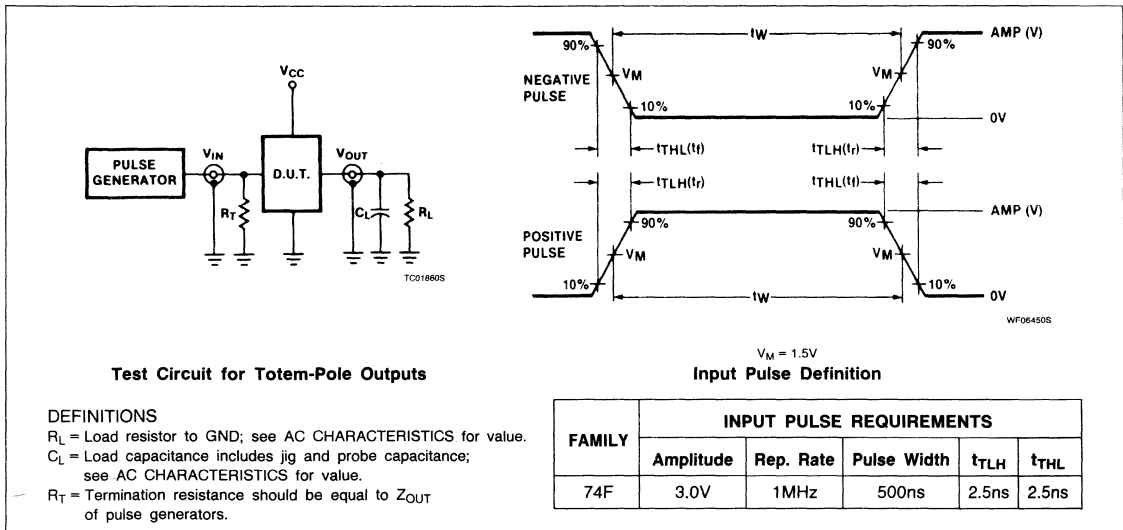 VCC
PULSE
GENERATOR
VIN
D.U.T.
VOUT
RT
CL
RL
TC01860S
Test Circuit for Totem-Pole Outputs
90%
tW
90%
AMP (V)
NEGATIVE
PULSE
VM
VM
10%
10%
0V
tTHL(tf)
tTLH(tr)
tTLH(tr)
tTHL(tf)
AMP (V)
90%
90%
POSITIVE
PULSE
VM
VM
10%
10%
tW
0V
WF06450S
VM = 1.5V
Input Pulse Definition
DEFINITIONS
RL = Load resistor to GND; see AC CHARACTERISTICS for value.
CL = Load capacitance includes jig and probe capacitance;
see AC CHARACTERISTICS for value.
RT = Termination resistance should be equal to ZOUT
of pulse generators.
FAMILY
INPUT PULSE REQUIREMENTS
Amplitude Rep. Rate Pulse Width tTLH tTHL
74F 3.0V 1MHz 500ns 2.5ns 2.5ns